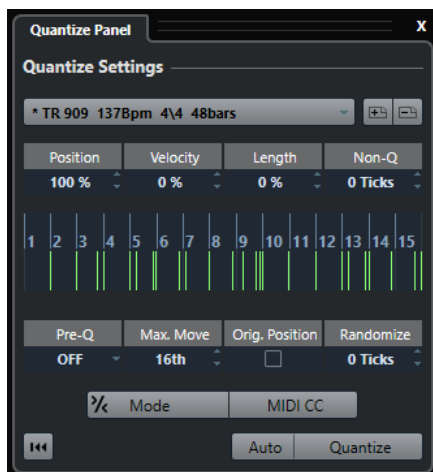 Quantize Panel X
Quantize Settings
* TR 909 137Bpm 4\4 48bars
Position Velocity Length Non-Q
100 % 0 % 0 % 0 Ticks
1 2 3 4 5 6 7 8 9 10 11 12 13 14 15
Pre-Q Max. Move Orig. Position Randomize
OFF 16th 0 Ticks
Mode MIDI CC
Auto Quantize